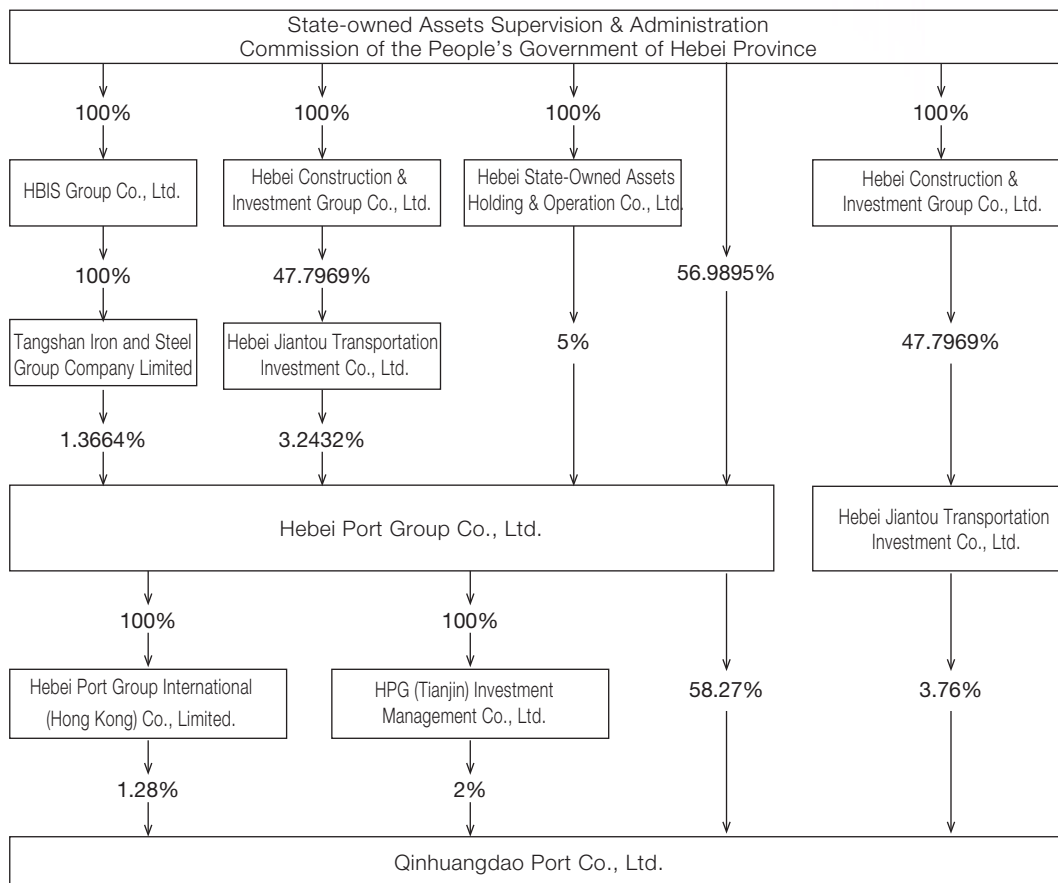 State-owned Assets Supervision & Administration
Commission of the People's Government of Hebei Province
100%
100%
100%
100%
HBIS Group Co., Ltd.
Hebei Construction &
Investment Group Co., Ltd.
Hebei State-Owned Assets
Holding & Operation Co., Ltd.
Hebei Construction &
Investment Group Co., Ltd.
100%
47.7969%
56.9895%
Tangshan Iron and Steel
Group Company Limited
Hebei Jiantou Transportation
Investment Co., Ltd.
5%
47.7969%
1.3664%
3.2432%
Hebei Port Group Co., Ltd.
Hebei Jiantou Transportation
Investment Co., Ltd.
100%
100%
Hebei Port Group International
(Hong Kong) Co., Limited.
HPG (Tianjin) Investment
Management Co., Ltd.
58.27%
3.76%
1.28%
2%
Qinhuangdao Port Co., Ltd.